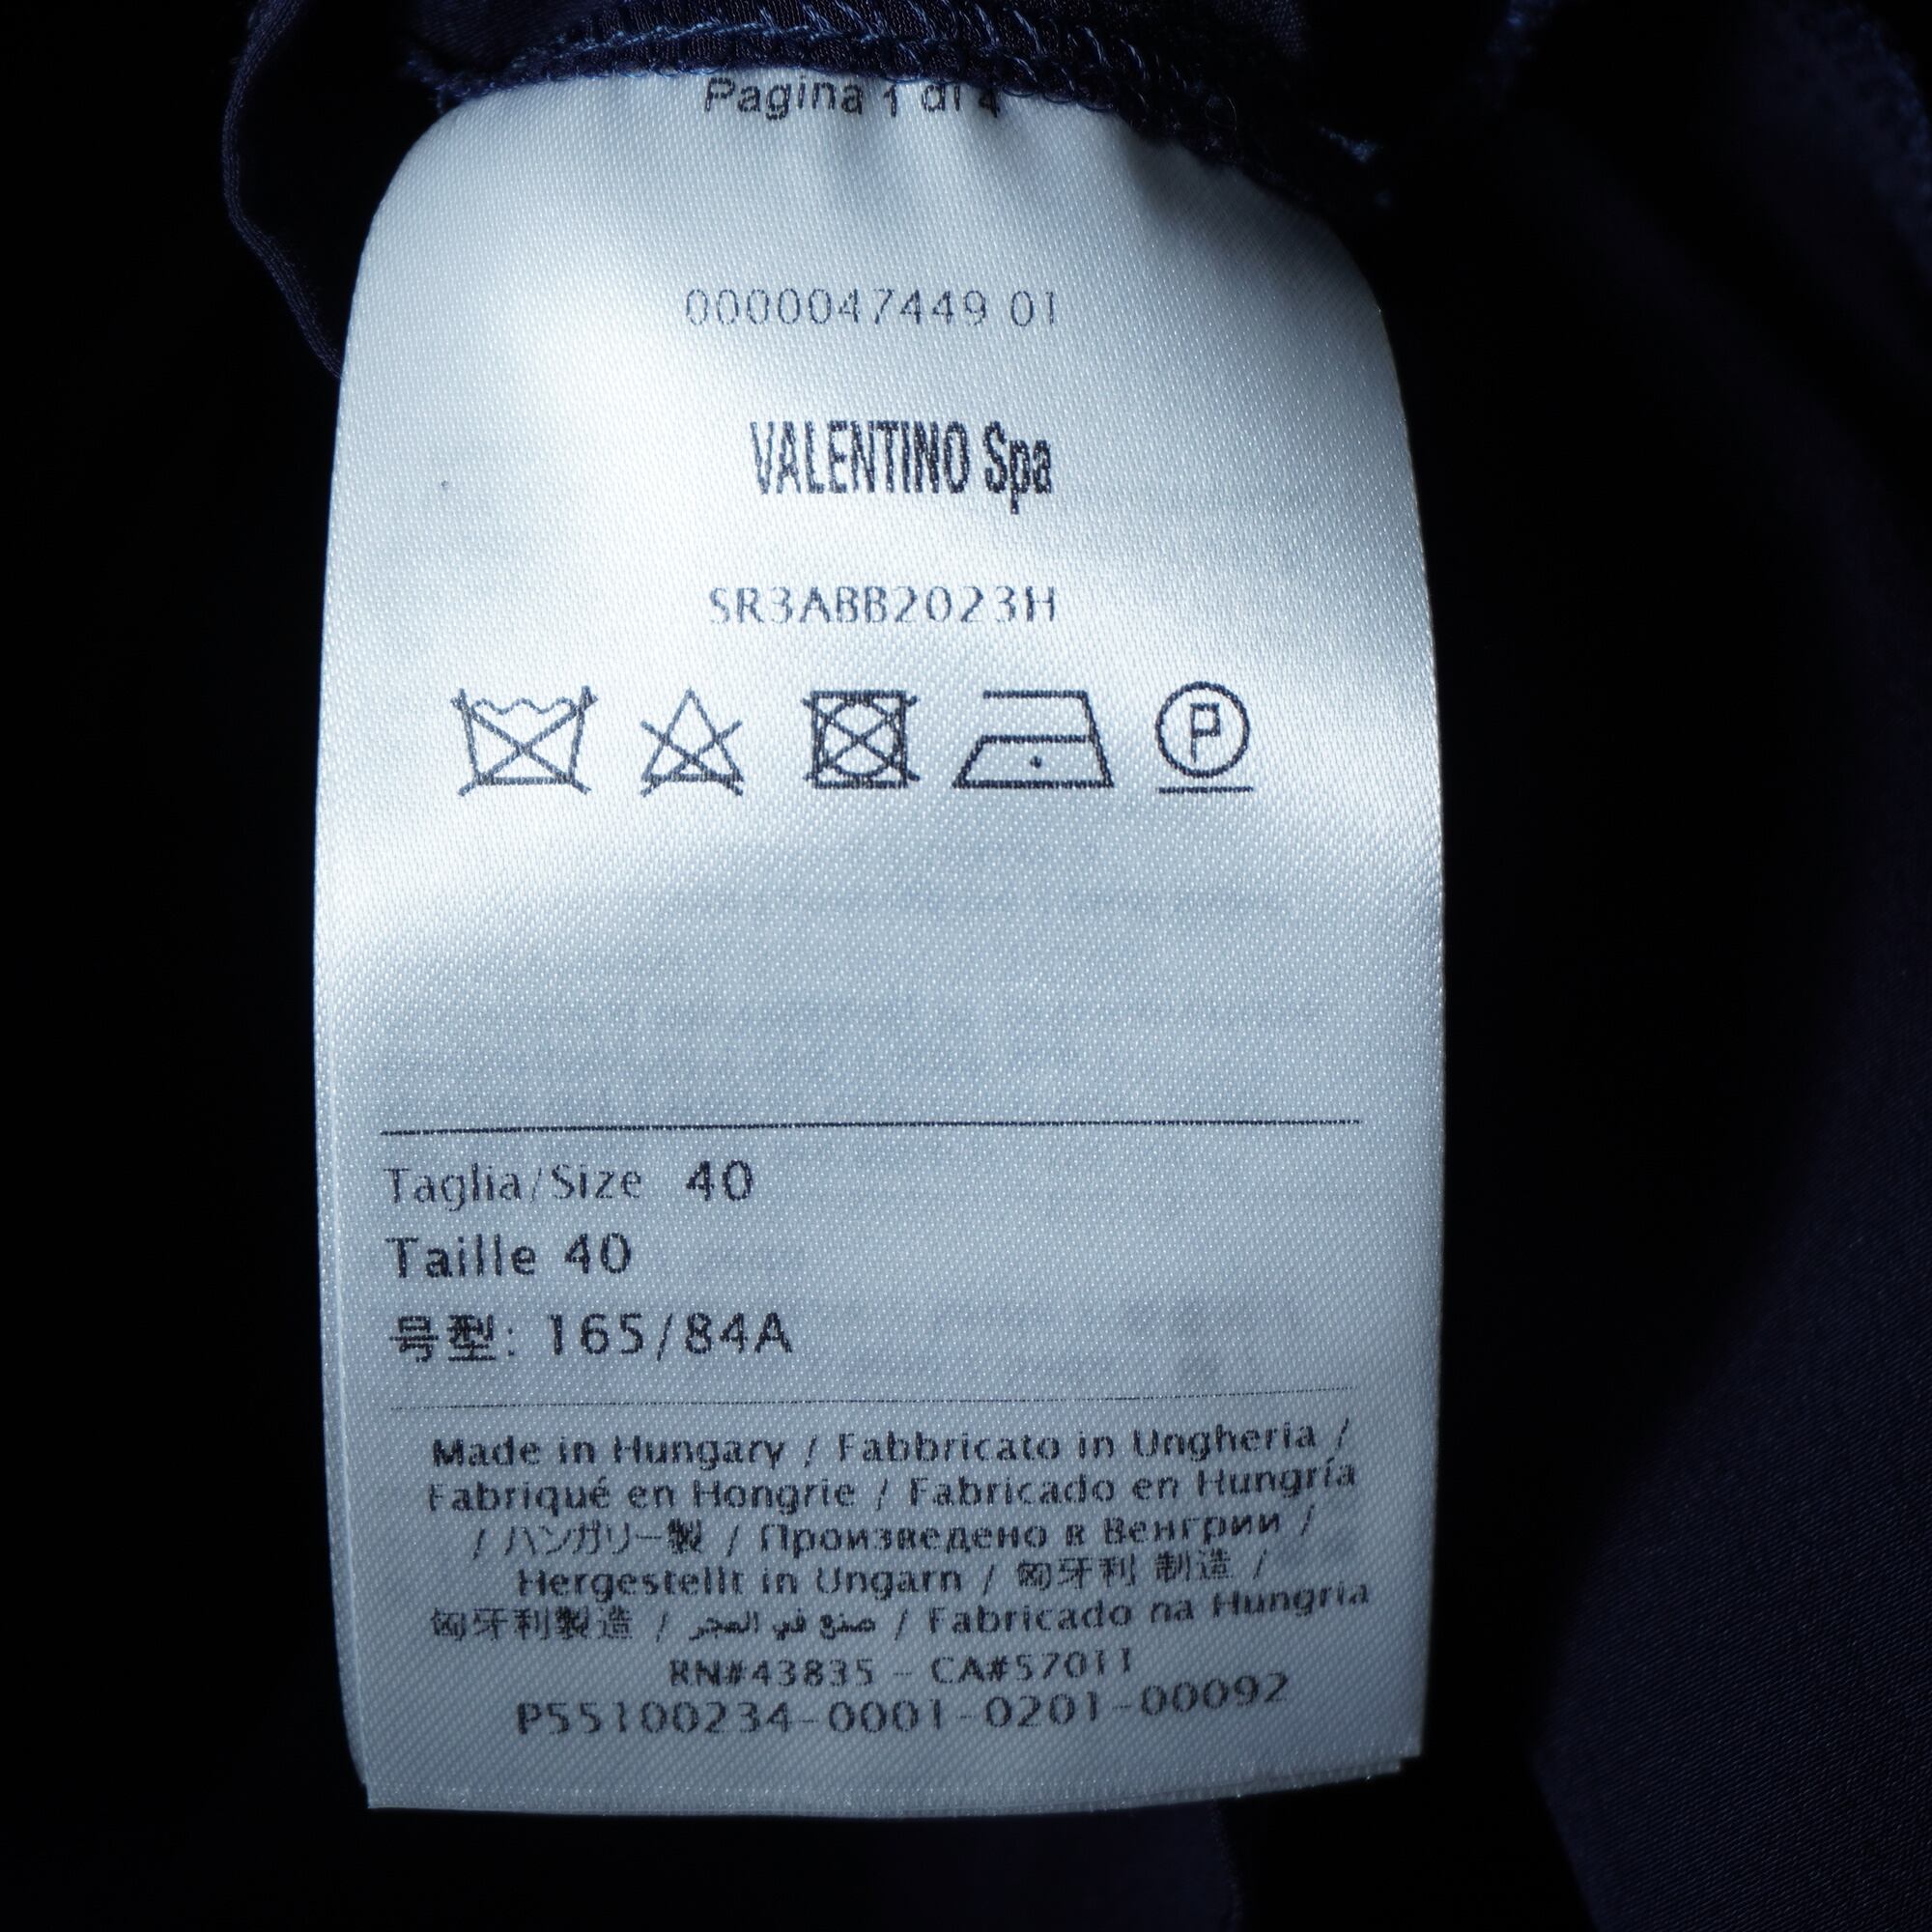 Pagina 1 di 4
0000047449 01
VALENTINO Spa
SR3ABB2023H
P
Taglia/Size 40
Taille 40
号型: 165/84A
Made in Hungary / Fabbricato in Ungheria /
Fabriqué en Hongrie / Fabricado en Hungría
/ ハンガリー製 / Произведено в Венгрии /
Hergestellt in Ungarn / 匈牙利 制造 /
匈牙利製造 / صنع في المجر / Fabricado na Hungria
RN#43835 - CA#57011
P55100234-0001-0201-00092